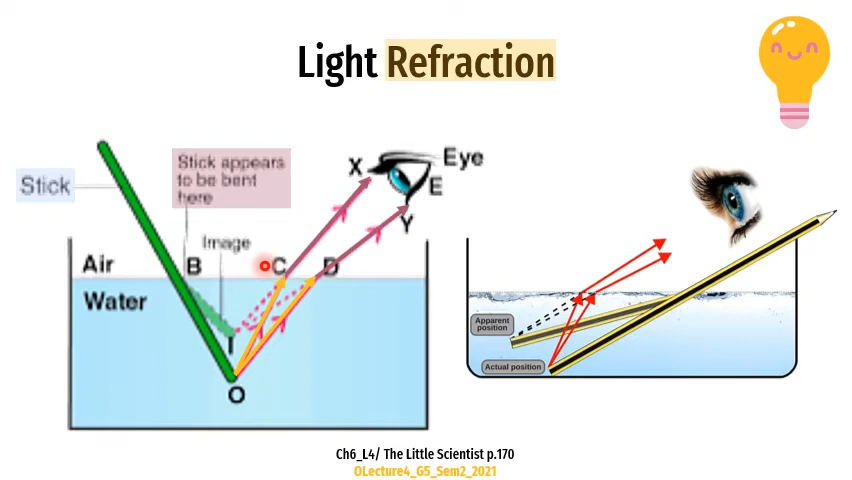 Light Refraction
Stick
Stick appears
to be bent
here
Image
Air
Water
B
C
D
I
O
X
Eye
E
Y
Apparent
position
Actual position
Ch6_L4/ The Little Scientist p.170
OLecture4_G5_Sem2_2021